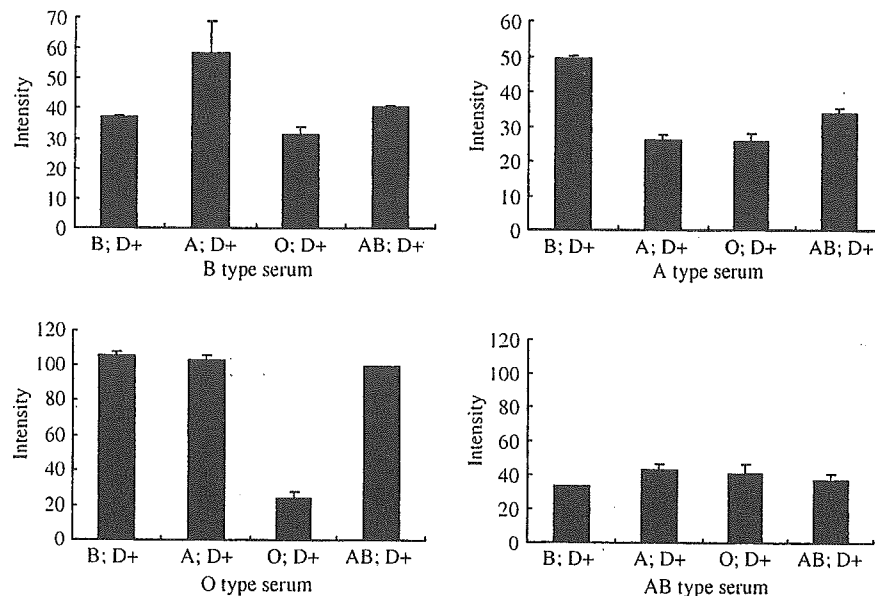 70
60
50
40
30
20
10
0
Intensity
B; D+ A; D+ O; D+ AB; D+
B type serum
60
50
40
30
20
10
0
Intensity
B; D+ A; D+ O; D+ AB; D+
A type serum
120
100
80
60
40
20
0
Intensity
B; D+ A; D+ O; D+ AB; D+
O type serum
120
100
80
60
40
20
0
Intensity
B; D+ A; D+ O; D+ AB; D+
AB type serum